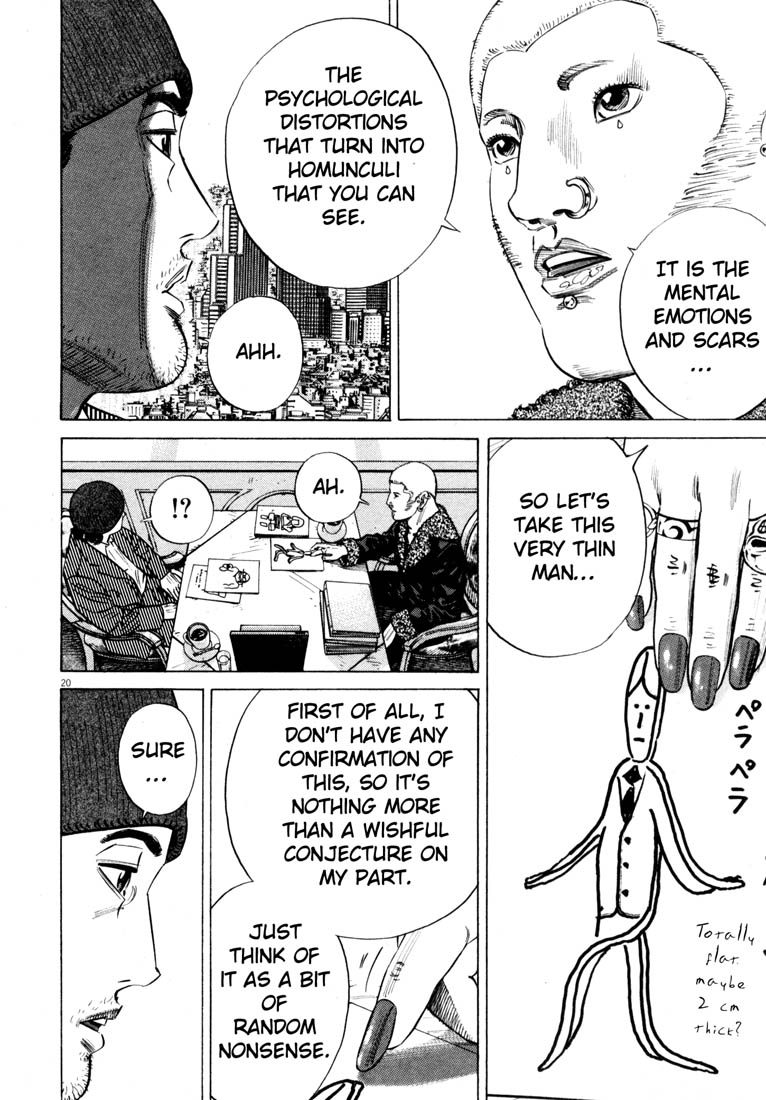 IT IS THE
MENTAL
EMOTIONS
AND SCARS
...
THE
PSYCHOLOGICAL
DISTORTIONS
THAT TURN INTO
HOMUNCULI
THAT YOU CAN
SEE.
AHH.
SO LET'S
TAKE THIS
VERY THIN
MAN...
ペラペラ
Totally
flat.
maybe
2 cm
thick?
AH.
!?
20
FIRST OF ALL, I
DON'T HAVE ANY
CONFIRMATION OF
THIS, SO IT'S
NOTHING MORE
THAN A WISHFUL
CONJECTURE ON
MY PART.
JUST
THINK OF
IT AS A BIT
OF
RANDOM
NONSENSE.
SURE
...